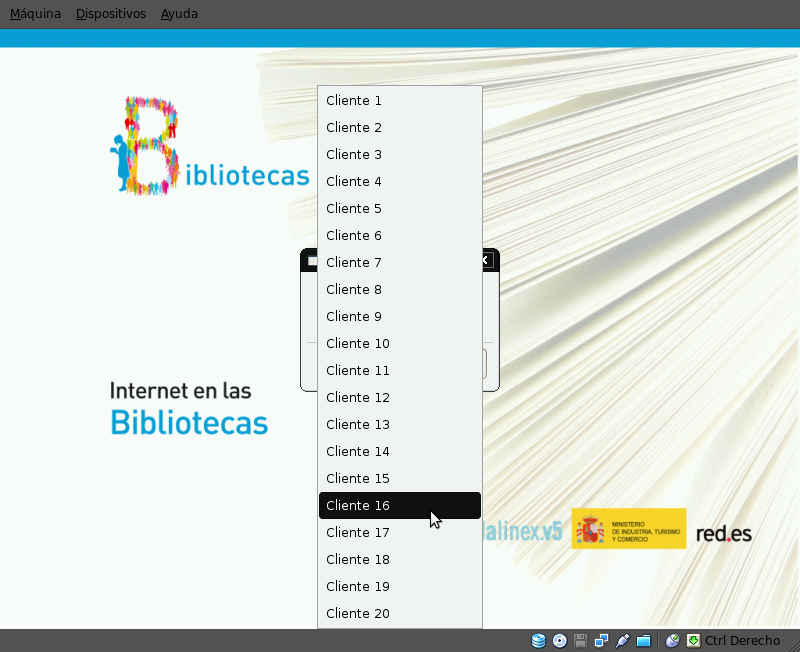 Máquina Dispositivos Ayuda
Bibliotecas
Cliente 1
Cliente 2
Cliente 3
Cliente 4
Cliente 5
Cliente 6
Cliente 7
Cliente 8
Cliente 9
Cliente 10
Cliente 11
Cliente 12
Cliente 13
Cliente 14
Cliente 15
Cliente 16
Cliente 17
Cliente 18
Cliente 19
Cliente 20
Internet en las
Bibliotecas
MINISTERIO
DE INDUSTRIA, TURISMO
Y COMERCIO
red.es
Ctrl Derecho